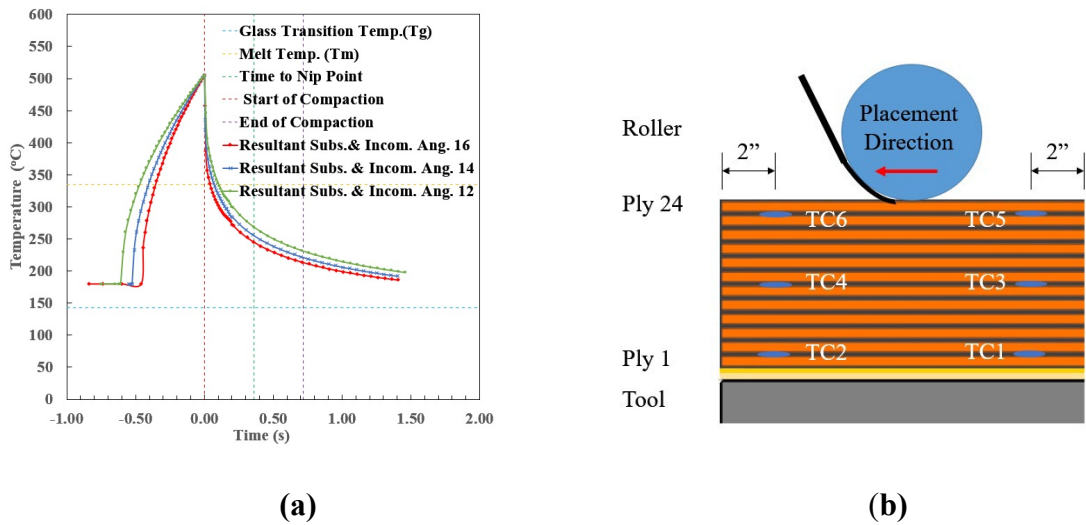 600
550
500
450
400
350
300
250
200
150
100
50
0
Temperature (ºC)
Glass Transition Temp.(Tg)
Melt Temp. (Tm)
Time to Nip Point
Start of Compaction
End of Compaction
Resultant Subs.& Incom. Ang. 16
Resultant Subs. & Incom. Ang. 14
Resultant Subs. & Incom. Ang. 12
-1.00 -0.50 0.00 0.50 1.00 1.50 2.00
Time (s)
(a)
Roller
Placement
Direction
2” 2”
Ply 24
TC6 TC5
TC4 TC3
Ply 1
TC2 TC1
Tool
(b)